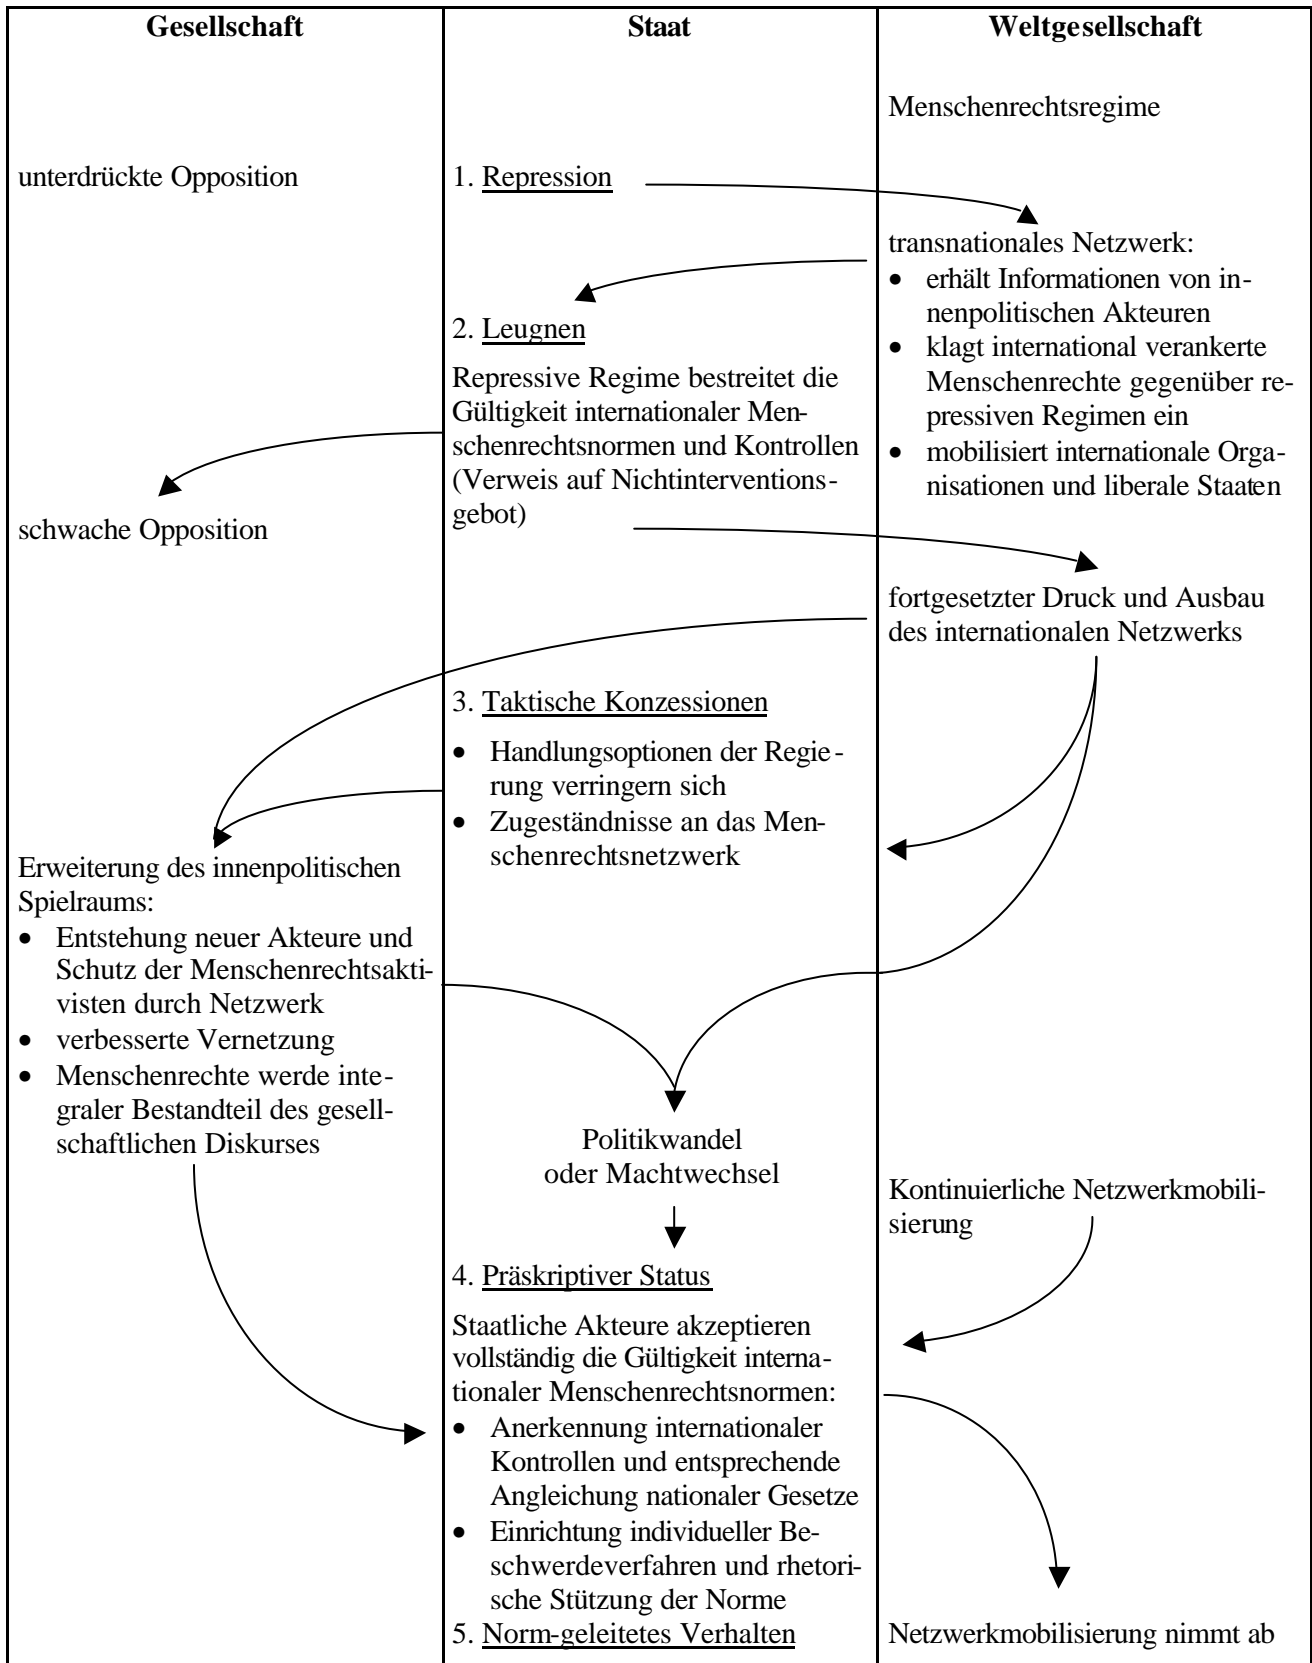 Gesellschaft
Staat
Weltgesellschaft
Menschenrechtsregime
unterdrückte Opposition
1. Repression
transnationales Netzwerk:
• erhält Informationen von in-
nenpolitischen Akteuren
• klagt international verankerte
Menschenrechte gegenüber re-
pressiven Regimen ein
• mobilisiert internationale Orga-
nisationen und liberale Staaten
2. Leugnen
Repressive Regime bestreitet die
Gültigkeit internationaler Men-
schenrechtsnormen und Kontrollen
(Verweis auf Nichtinterventions-
gebot)
schwache Opposition
fortgesetzter Druck und Ausbau
des internationalen Netzwerks
3. Taktische Konzessionen
• Handlungsoptionen der Regie-
rung verringern sich
• Zugeständnisse an das Men-
schenrechtsnetzwerk
Erweiterung des innenpolitischen
Spielraums:
• Entstehung neuer Akteure und
Schutz der Menschenrechtsakti-
visten durch Netzwerk
• verbesserte Vernetzung
• Menschenrechte werde inte-
graler Bestandteil des gesell-
schaftlichen Diskurses
Politikwandel
oder Machtwechsel
Kontinuierliche Netzwerkmobili-
sierung
4. Präskriptiver Status
Staatliche Akteure akzeptieren
vollständig die Gültigkeit interna-
tionaler Menschenrechtsnormen:
• Anerkennung internationaler
Kontrollen und entsprechende
Angleichung nationaler Gesetze
• Einrichtung individueller Be-
schwerdeverfahren und rhetori-
sche Stützung der Norme
5. Norm-geleitetes Verhalten
Netzwerkmobilisierung nimmt ab